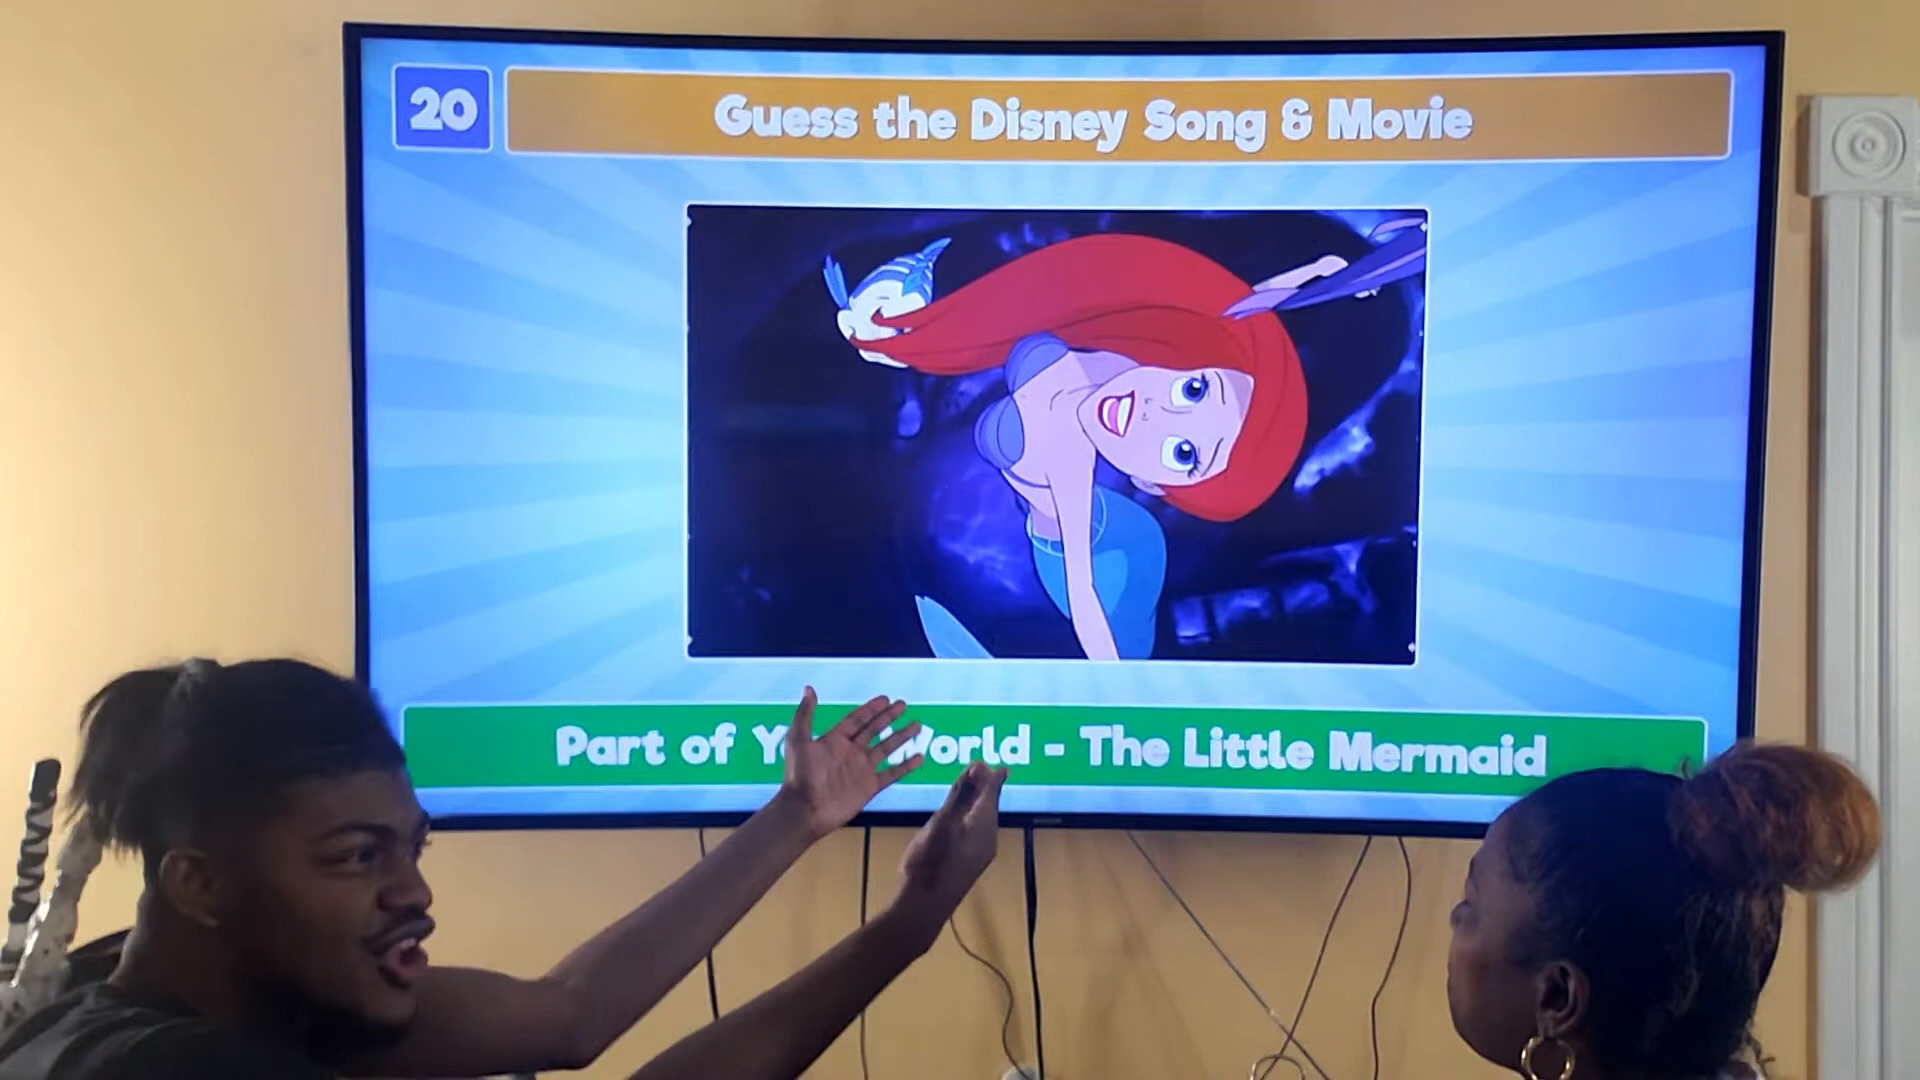 20
Guess the Disney Song & Movie
Part of World - The Little Mermaid